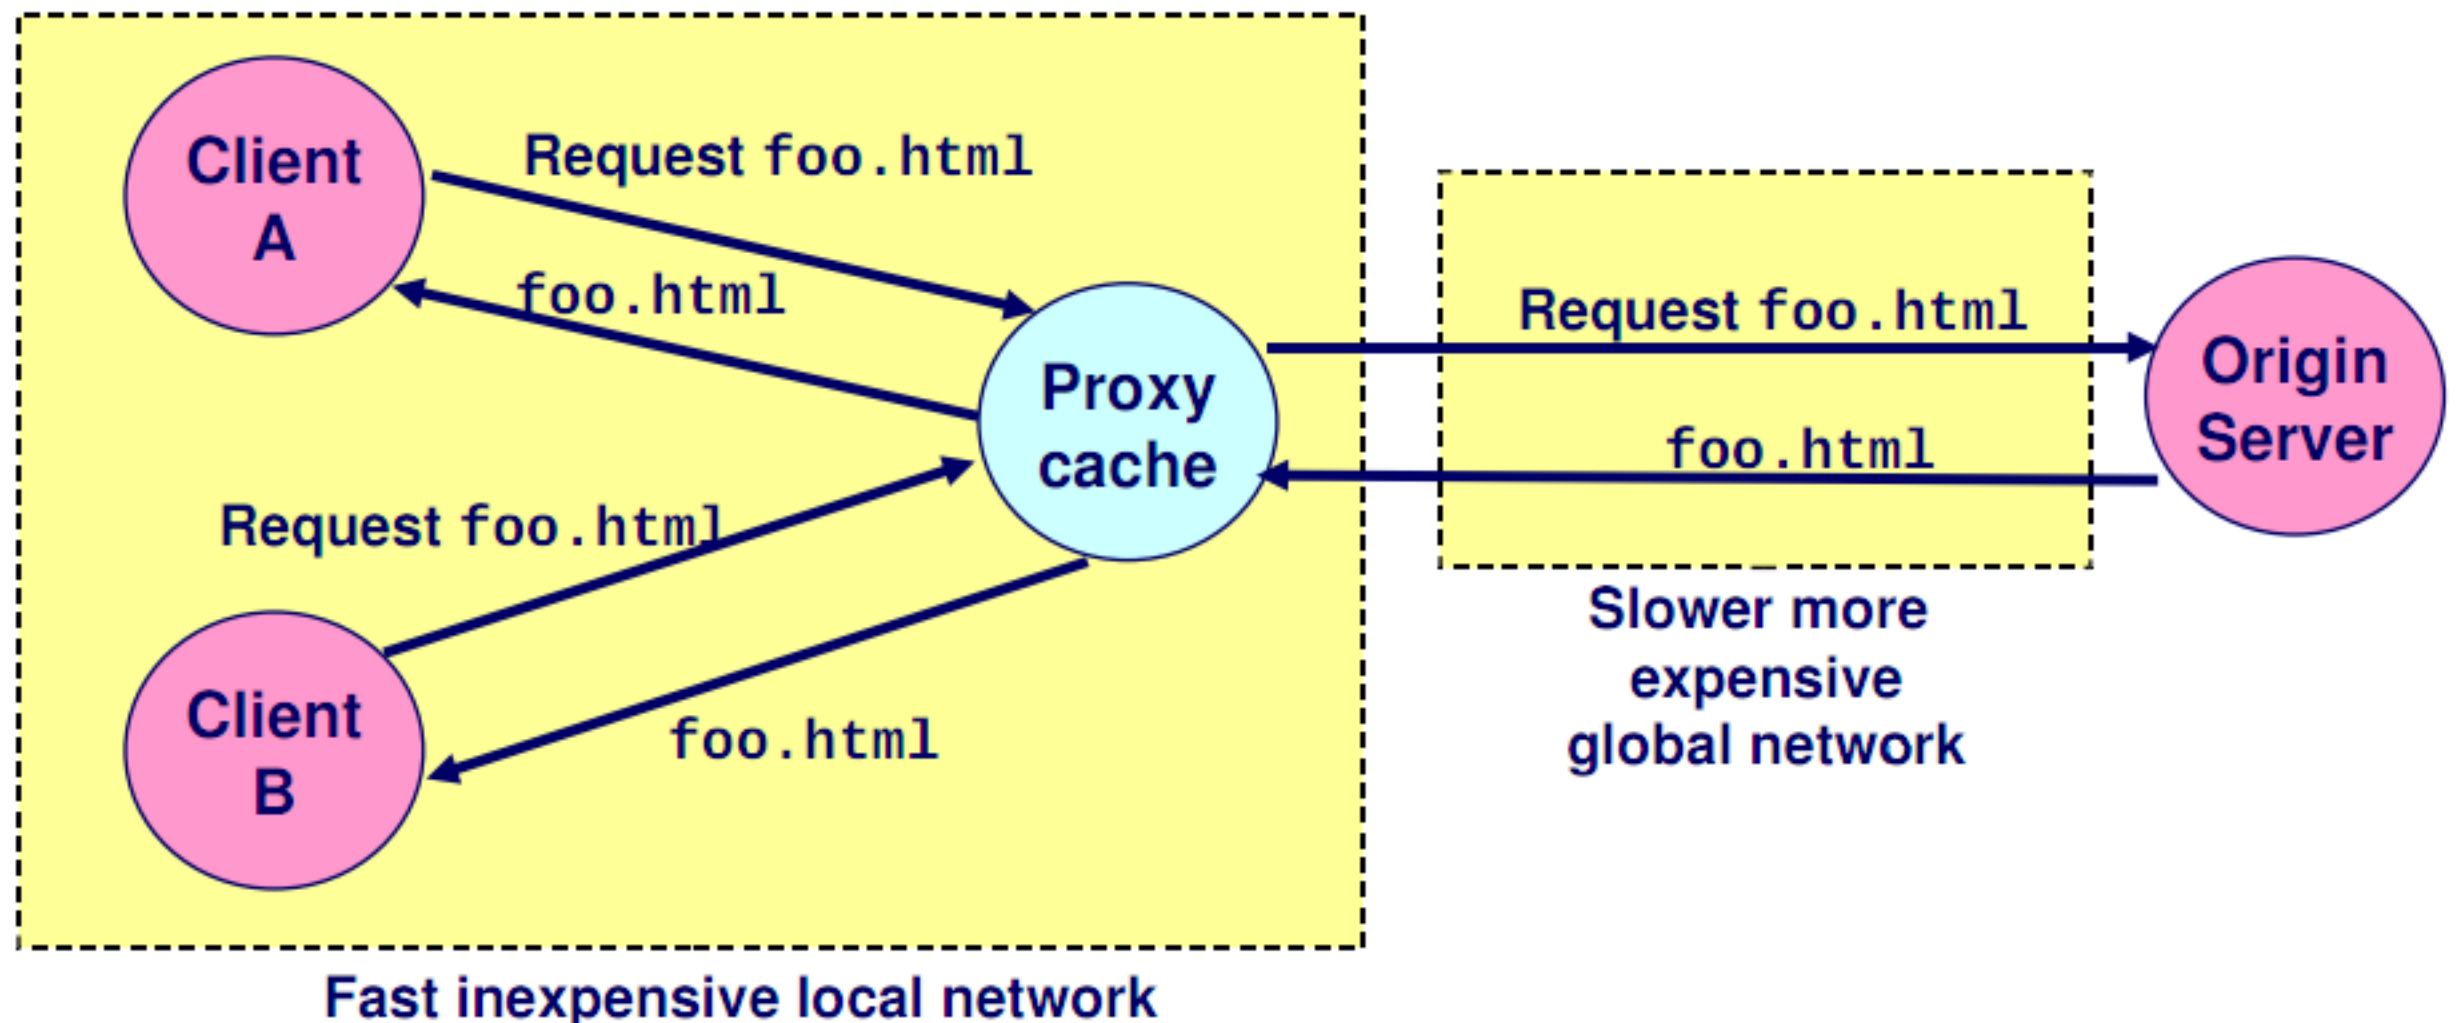 Client
A
Request foo.html
foo.html
Proxy
cache
Request foo.html
foo.html
Client
B
Request foo.html
foo.html
Origin
Server
Slower more
expensive
global network
Fast inexpensive local network